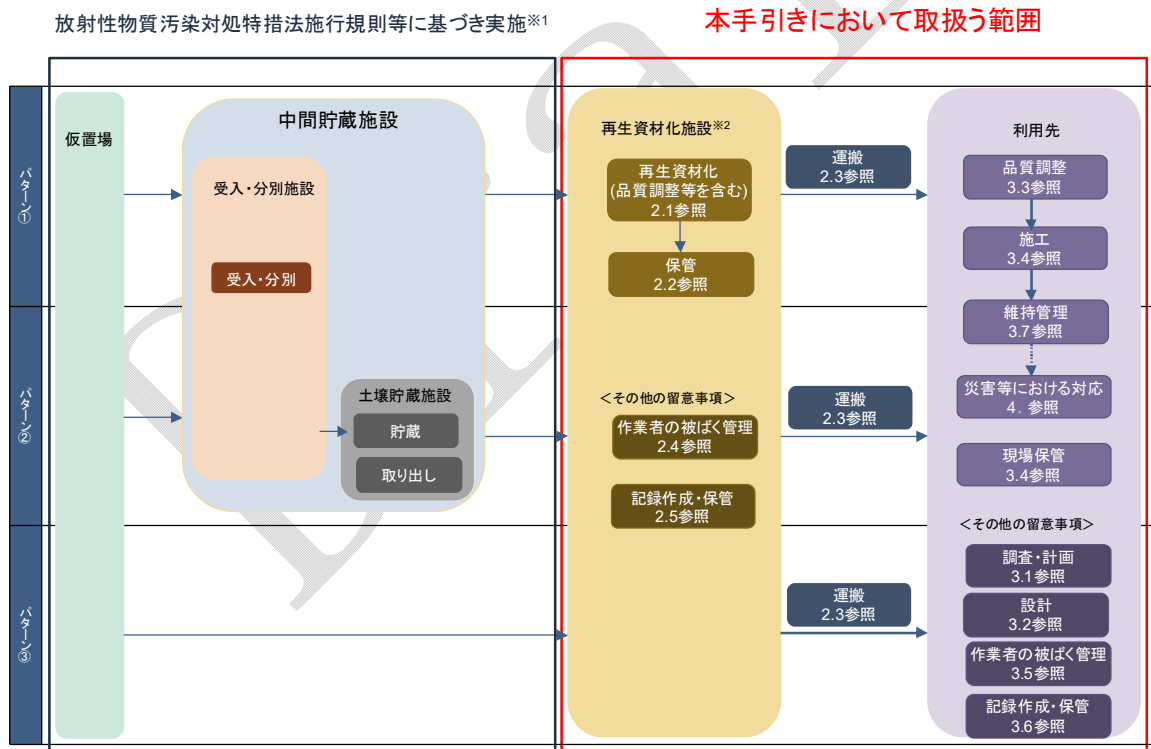 放射性物質汚染対処特措法施行規則等に基づき実施※1
本手引きにおいて取扱う範囲
パターン①
パターン②
パターン③
仮置場
中間貯蔵施設
受入・分別施設
受入・分別
土壌貯蔵施設
貯蔵
取り出し
再生資材化施設※2
再生資材化
(品質調整等を含む)
2.1参照
保管
2.2参照
＜その他の留意事項＞
作業者の被ばく管理
2.4参照
記録作成・保管
2.5参照
運搬
2.3参照
運搬
2.3参照
運搬
2.3参照
利用先
品質調整
3.3参照
施工
3.4参照
維持管理
3.7参照
災害等における対応
4．参照
現場保管
3.4参照
＜その他の留意事項＞
調査・計画
3.1参照
設計
3.2参照
作業者の被ばく管理
3.5参照
記録作成・保管
3.6参照